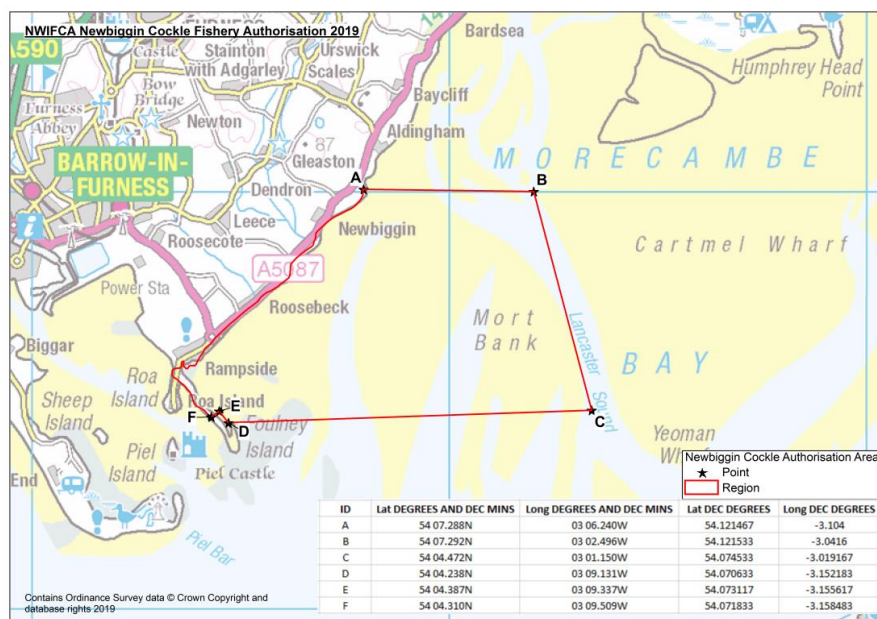 NWIFCA Newbiggin Cockle Fishery Authorisation 2019
A590
FURNESS
Castle
Stainton
with Adgarley
Urswick
Scales
Bardsea
Humphrey Head
Point
Bow
Bridge
Baycliff
Furness
Abbey
Newton
Aldingham
87
Gleaston
MORECAMBE
BARROW-IN-
FURNESS
A
B
Dendron
Leece
Newbiggin
Roosecote
Cartmel Wharf
A5087
Power Sta
Roosebeck
Mort
Bank
Lancaster
Sound
BAY
Biggar
Rampside
Roa
Island
Sheep
Island
Roa Island
E
F
D
C
Foulney
Island
Piel
Island
Piel Castle
Yeoman
End
Piel Bar
Newbiggin Cockle Authorisation Area
Point
Region
ID Lat DEGREES AND DEC MINS Long DEGREES AND DEC MINS Lat DEC DEGREES Long DEC DEGREES
A 54 07.288N 03 06.240W 54.121467 -3.104
B 54 07.292N 03 02.496W 54.121533 -3.0416
C 54 04.472N 03 01.150W 54.074533 -3.019167
D 54 04.238N 03 09.131W 54.070633 -3.152183
E 54 04.387N 03 09.337W 54.073117 -3.155617
F 54 04.310N 03 09.509W 54.071833 -3.158483
Contains Ordinance Survey data © Crown Copyright and
database rights 2019